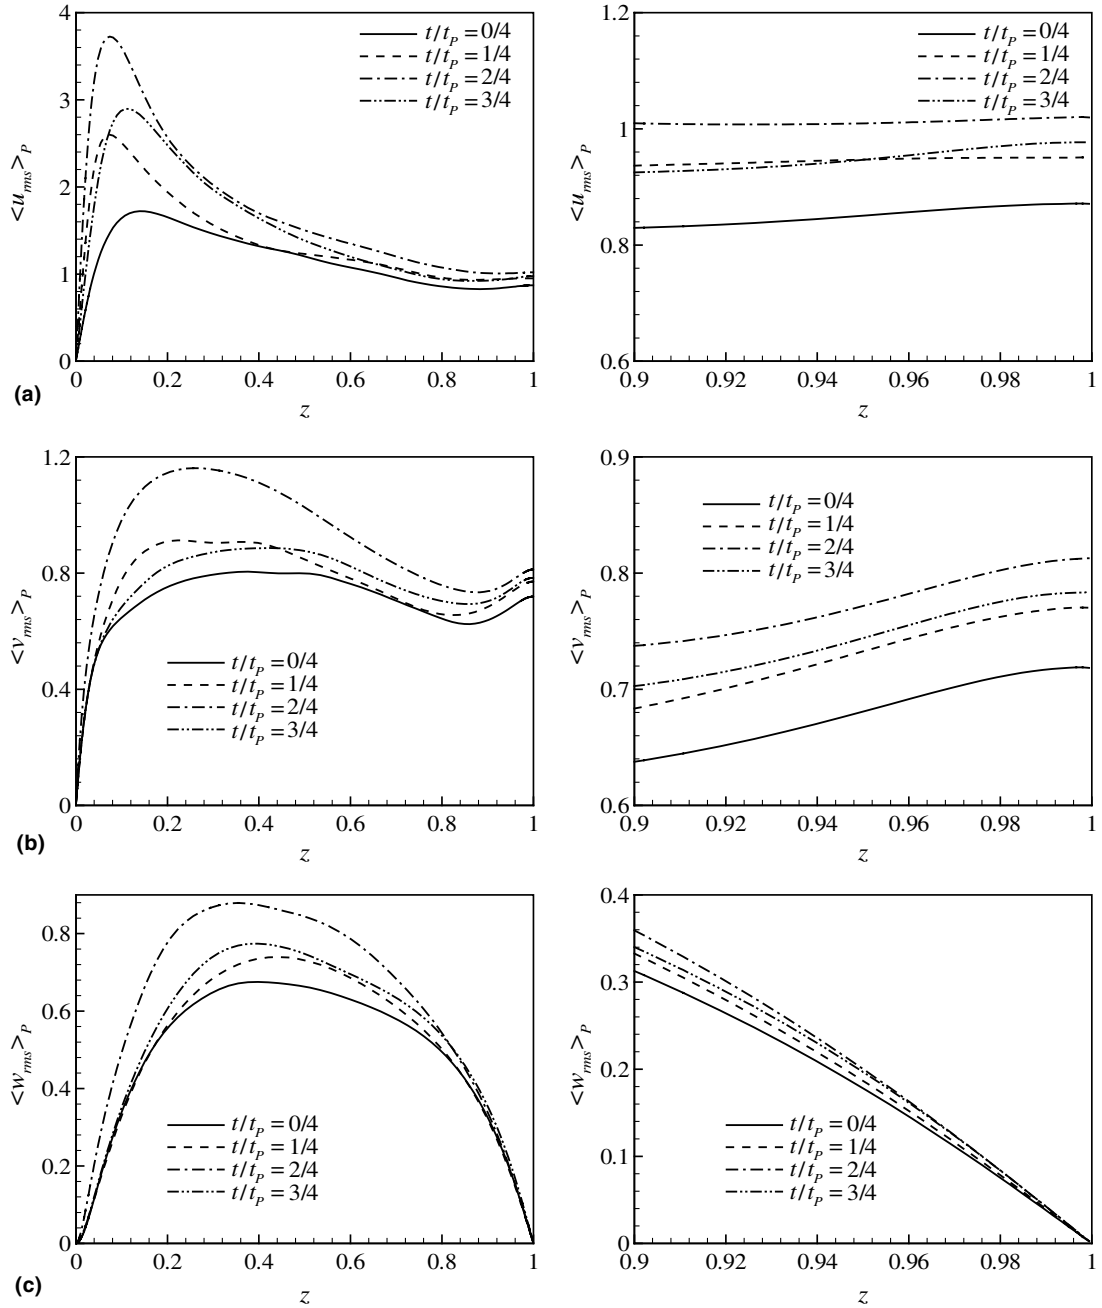 4
3
2
1
0
<u_rms>_P
t/t_P = 0/4
t/t_P = 1/4
t/t_P = 2/4
t/t_P = 3/4
0 0.2 0.4 0.6 0.8 1
z
(a)
1.2
1
0.8
0.6
<u_rms>_P
t/t_P = 0/4
t/t_P = 1/4
t/t_P = 2/4
t/t_P = 3/4
0.9 0.92 0.94 0.96 0.98 1
z
1.2
0.8
0.4
0
<v_rms>_P
t/t_P = 0/4
t/t_P = 1/4
t/t_P = 2/4
t/t_P = 3/4
0 0.2 0.4 0.6 0.8 1
z
(b)
0.9
0.8
0.7
0.6
<v_rms>_P
t/t_P = 0/4
t/t_P = 1/4
t/t_P = 2/4
t/t_P = 3/4
0.9 0.92 0.94 0.96 0.98 1
z
0.8
0.6
0.4
0.2
0
<w_rms>_P
t/t_P = 0/4
t/t_P = 1/4
t/t_P = 2/4
t/t_P = 3/4
0 0.2 0.4 0.6 0.8 1
z
(c)
0.4
0.3
0.2
0.1
0
<w_rms>_P
t/t_P = 0/4
t/t_P = 1/4
t/t_P = 2/4
t/t_P = 3/4
0.9 0.92 0.94 0.96 0.98 1
z